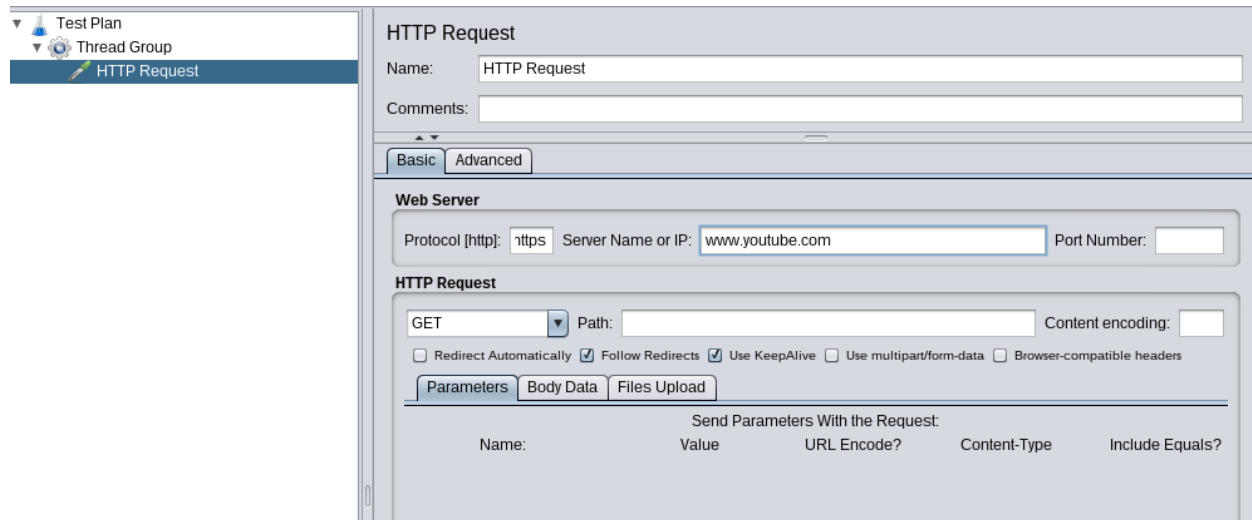 Test Plan
Thread Group
HTTP Request
HTTP Request
Name: HTTP Request
Comments:
Basic Advanced
Web Server
Protocol [http]: https Server Name or IP: www.youtube.com Port Number:
HTTP Request
GET Path: Content encoding:
Redirect Automatically Follow Redirects Use KeepAlive Use multipart/form-data Browser-compatible headers
Parameters Body Data Files Upload
Send Parameters With the Request:
Name: Value URL Encode? Content-Type Include Equals?